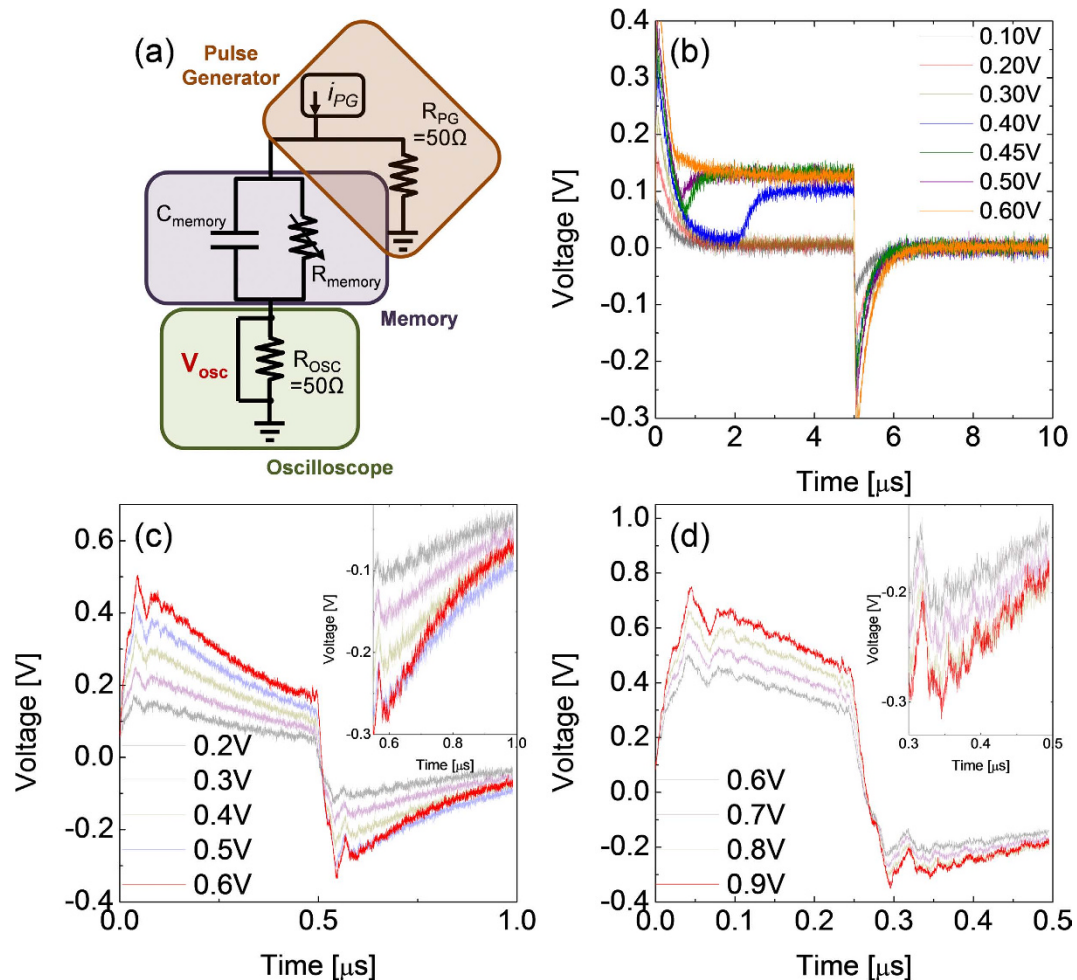 (a)
Pulse
Generator
iPG
RPG
=50Ω
Cmemory
Rmemory
Memory
Vosc
ROSC
=50Ω
Oscilloscope
(b)
0.4
0.3
0.2
0.1
0.0
-0.1
-0.2
-0.3
Voltage [V]
0.10V
0.20V
0.30V
0.40V
0.45V
0.50V
0.60V
0 2 4 6 8 10
Time [μs]
(c)
0.6
0.4
0.2
0.0
-0.2
-0.4
Voltage [V]
0.2V
0.3V
0.4V
0.5V
0.6V
0.0 0.5 1.0
Time [μs]
-0.1
-0.2
-0.3
Voltage [V]
0.6 0.8 1.0
Time [μs]
(d)
1.0
0.8
0.6
0.4
0.2
0.0
-0.2
-0.4
Voltage [V]
0.6V
0.7V
0.8V
0.9V
0.0 0.1 0.2 0.3 0.4 0.5
Time [μs]
-0.2
-0.3
Voltage [V]
0.3 0.4 0.5
Time [μs]